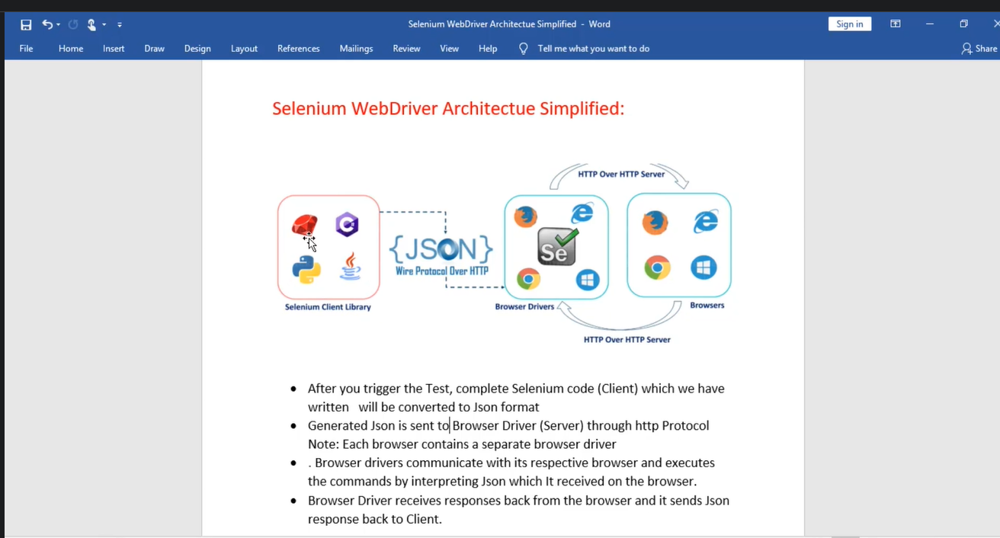 Selenium WebDriver Architectue Simplified - Word
Sign in
File Home Insert Draw Design Layout References Mailings Review View Help Tell me what you want to do Share
Selenium WebDriver Architectue Simplified:
HTTP Over HTTP Server
{JSON}
Wire Protocol Over HTTP
Se
Selenium Client Library
Browser Drivers
Browsers
HTTP Over HTTP Server
• After you trigger the Test, complete Selenium code (Client) which we have
written will be converted to Json format
• Generated Json is sent to Browser Driver (Server) through http Protocol
Note: Each browser contains a separate browser driver
• . Browser drivers communicate with its respective browser and executes
the commands by interpreting Json which It received on the browser.
• Browser Driver receives responses back from the browser and it sends Json
response back to Client.